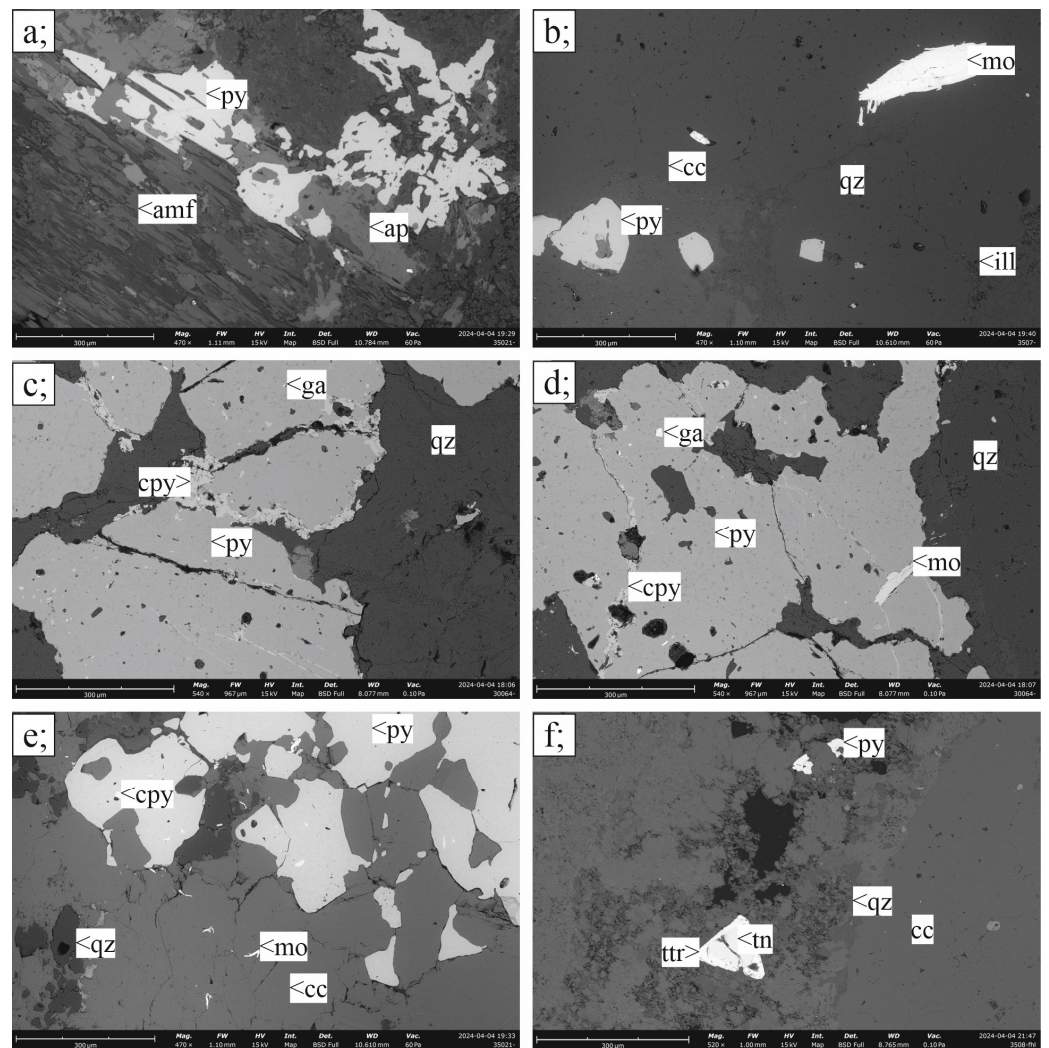 a;
<py
<amf
<ap
300 µm
Mag. FW HV Int. Det. WD Vac. 2024-04-04 19:29
470 × 1.11 mm 15 kV Map BSD Full 10.784 mm 60 Pa 35021-
b;
<mo
<cc
qz
<py
<ill
300 µm
Mag. FW HV Int. Det. WD Vac. 2024-04-04 19:40
470 × 1.10 mm 15 kV Map BSD Full 10.610 mm 60 Pa 3507-
c;
<ga
qz
cpy>
<py
300 µm
Mag. FW HV Int. Det. WD Vac. 2024-04-04 18:06
540 × 967 µm 15 kV Map BSD Full 8.077 mm 0.10 Pa 30064-
d;
<ga
qz
<py
<mo
<cpy
300 µm
Mag. FW HV Int. Det. WD Vac. 2024-04-04 18:07
540 × 967 µm 15 kV Map BSD Full 8.077 mm 0.10 Pa 30064-
e;
<py
<cpy
<qz
<mo
<cc
300 µm
Mag. FW HV Int. Det. WD Vac. 2024-04-04 19:33
470 × 1.10 mm 15 kV Map BSD Full 10.610 mm 60 Pa 35021-
f;
<py
<qz
<tn
cc
ttr>
300 µm
Mag. FW HV Int. Det. WD Vac. 2024-04-04 21:47
520 × 1.00 mm 15 kV Map BSD Full 8.765 mm 0.10 Pa 3508-fhl